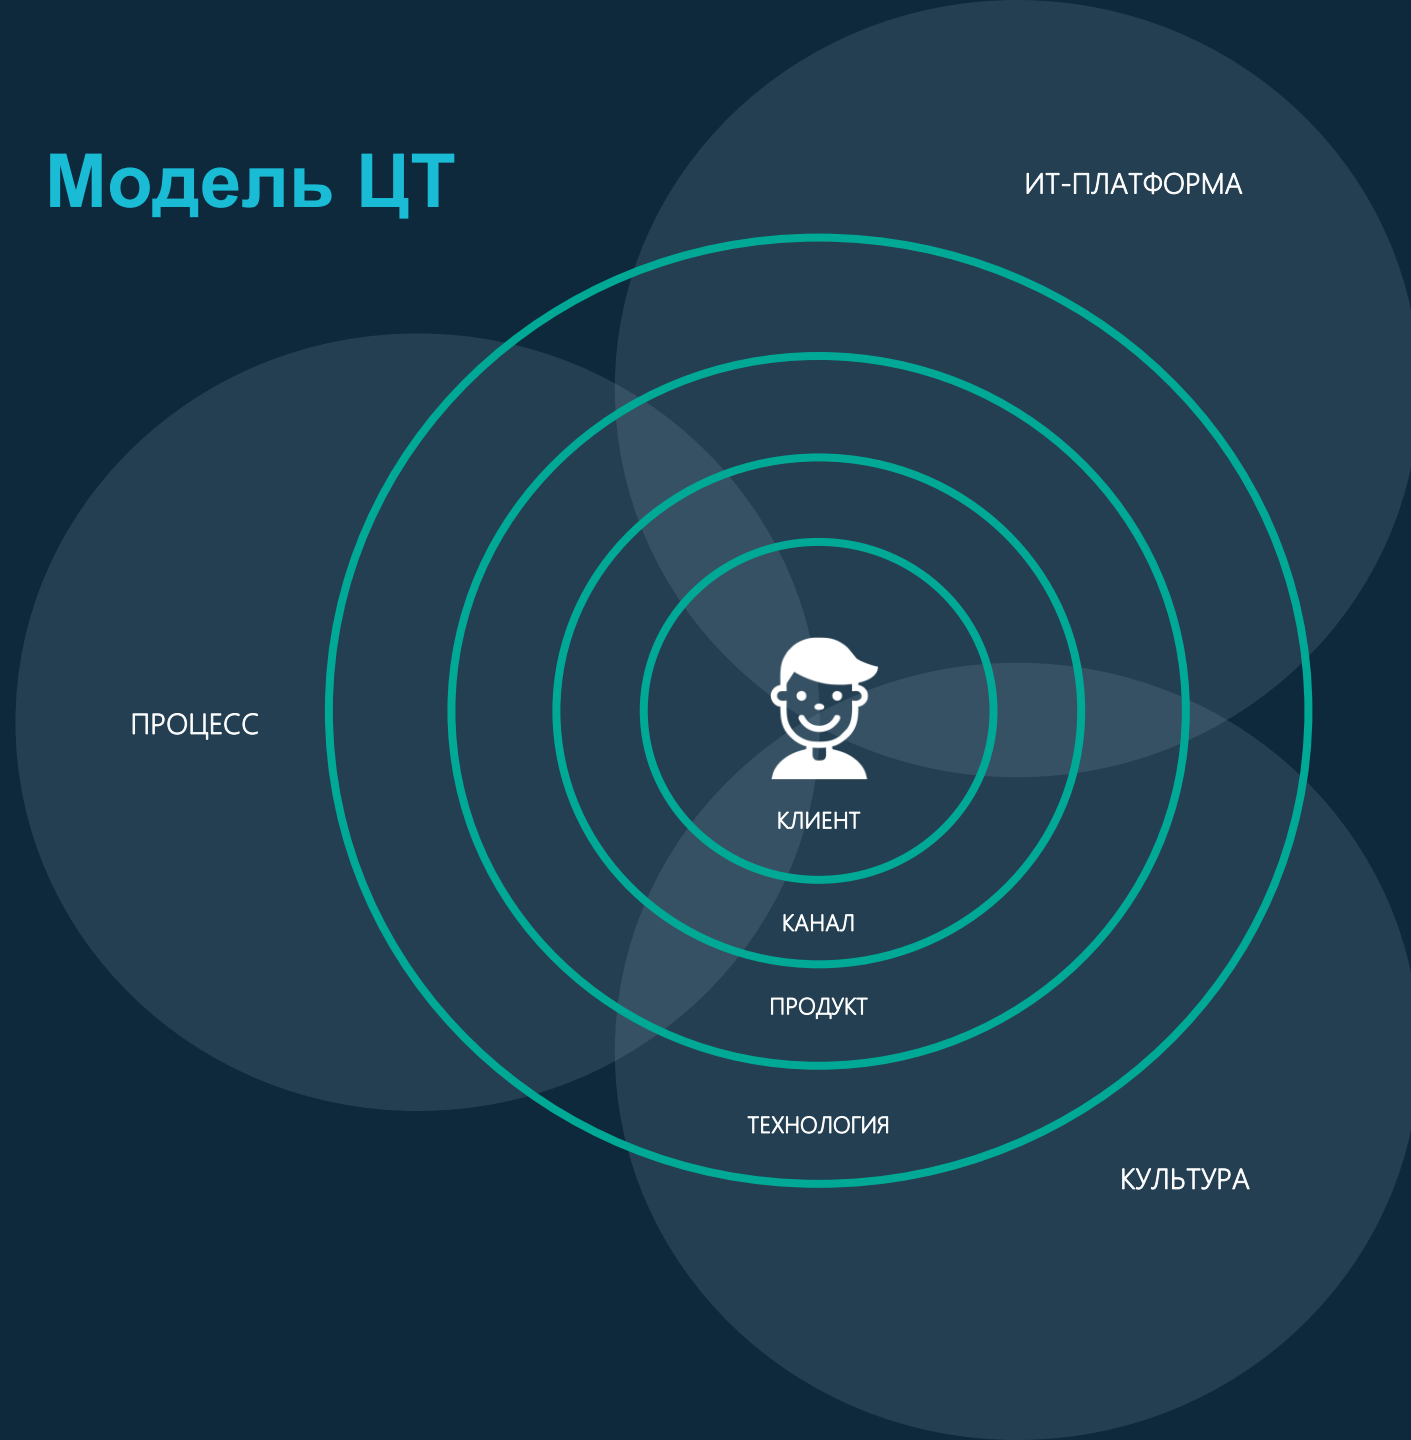 Модель ЦТ
ИТ-ПЛАТФОРМА
ПРОЦЕСС
КЛИЕНТ
КАНАЛ
ПРОДУКТ
ТЕХНОЛОГИЯ
КУЛЬТУРА